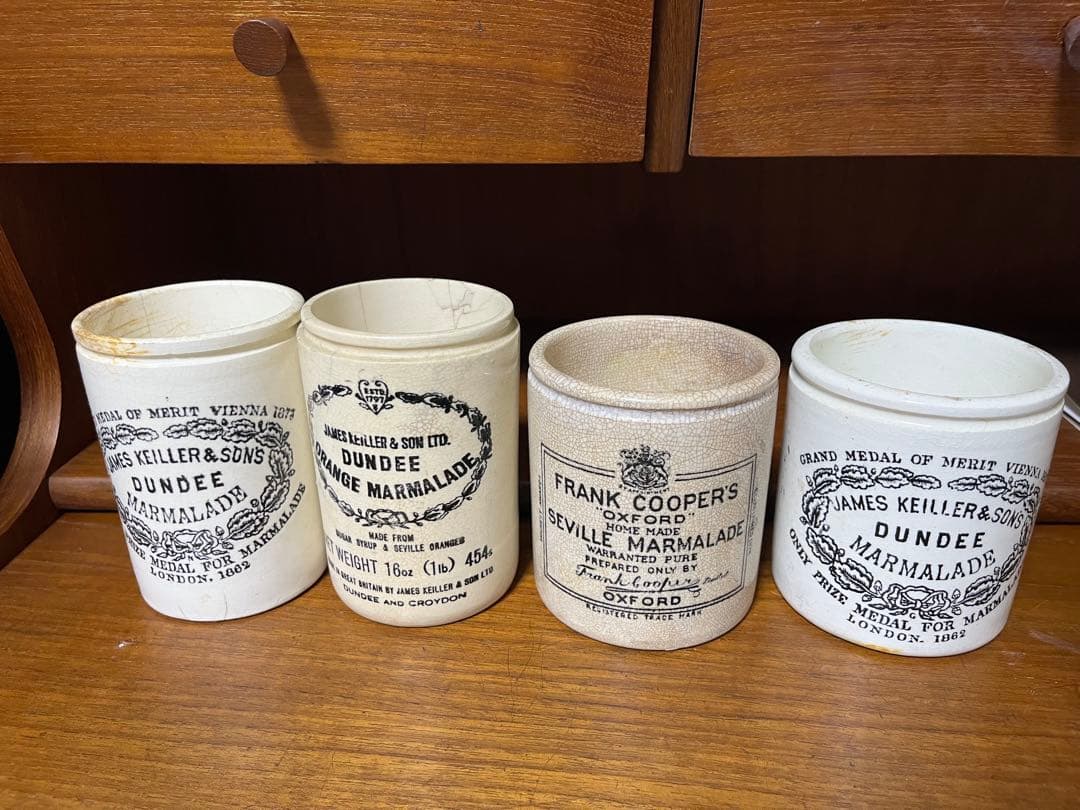 MEDAL OF MERIT VIENNA 1873
JAMES KEILLER & SONS
DUNDEE
MARMALADE
PRIZE MEDAL FOR MARMALADE
LONDON. 1862
ESTD.
1797
JAMES KEILLER & SON LTD.
DUNDEE
ORANGE MARMALADE
MADE FROM
SUGAR SYRUP & SEVILLE ORANGES
WEIGHT 16oz (1lb) 454g
IN GREAT BRITAIN BY JAMES KEILLER & SON LTD
DUNDEE AND CROYDON
FRANK COOPER'S
"OXFORD"
HOME MADE
SEVILLE MARMALADE
WARRANTED PURE
PREPARED ONLY BY
Frank Cooper
OXFORD
REGISTERED TRADE MARK
GRAND MEDAL OF MERIT VIENNA
JAMES KEILLER & SONS
DUNDEE
MARMALADE
ONLY PRIZE MEDAL FOR MARMALADE
LONDON. 1862